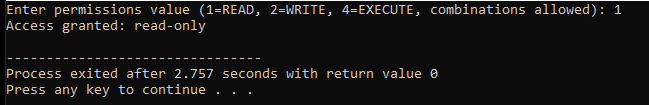 Enter permissions value (1=READ, 2=WRITE, 4=EXECUTE, combinations allowed): 1
Access granted: read-only
--------------------------------
Process exited after 2.757 seconds with return value 0
Press any key to continue . . .